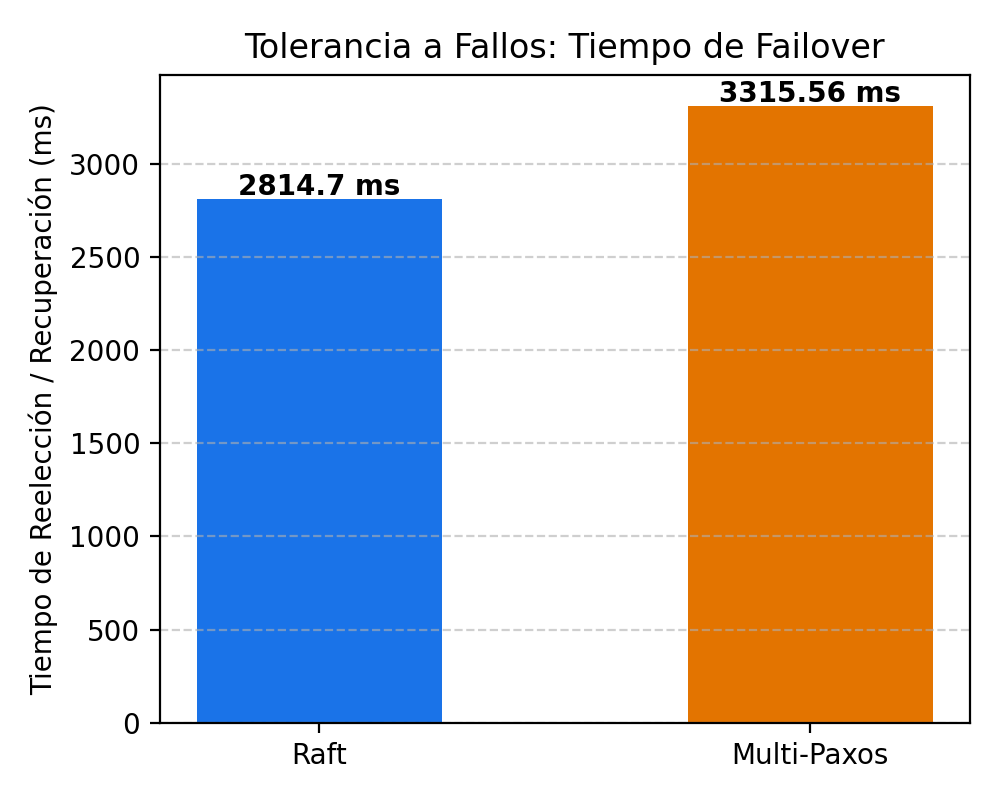 Tolerancia a Fallos: Tiempo de Failover
Tiempo de Reelección / Recuperación (ms)
3000
2500
2000
1500
1000
500
0
2814.7 ms
3315.56 ms
Raft
Multi-Paxos